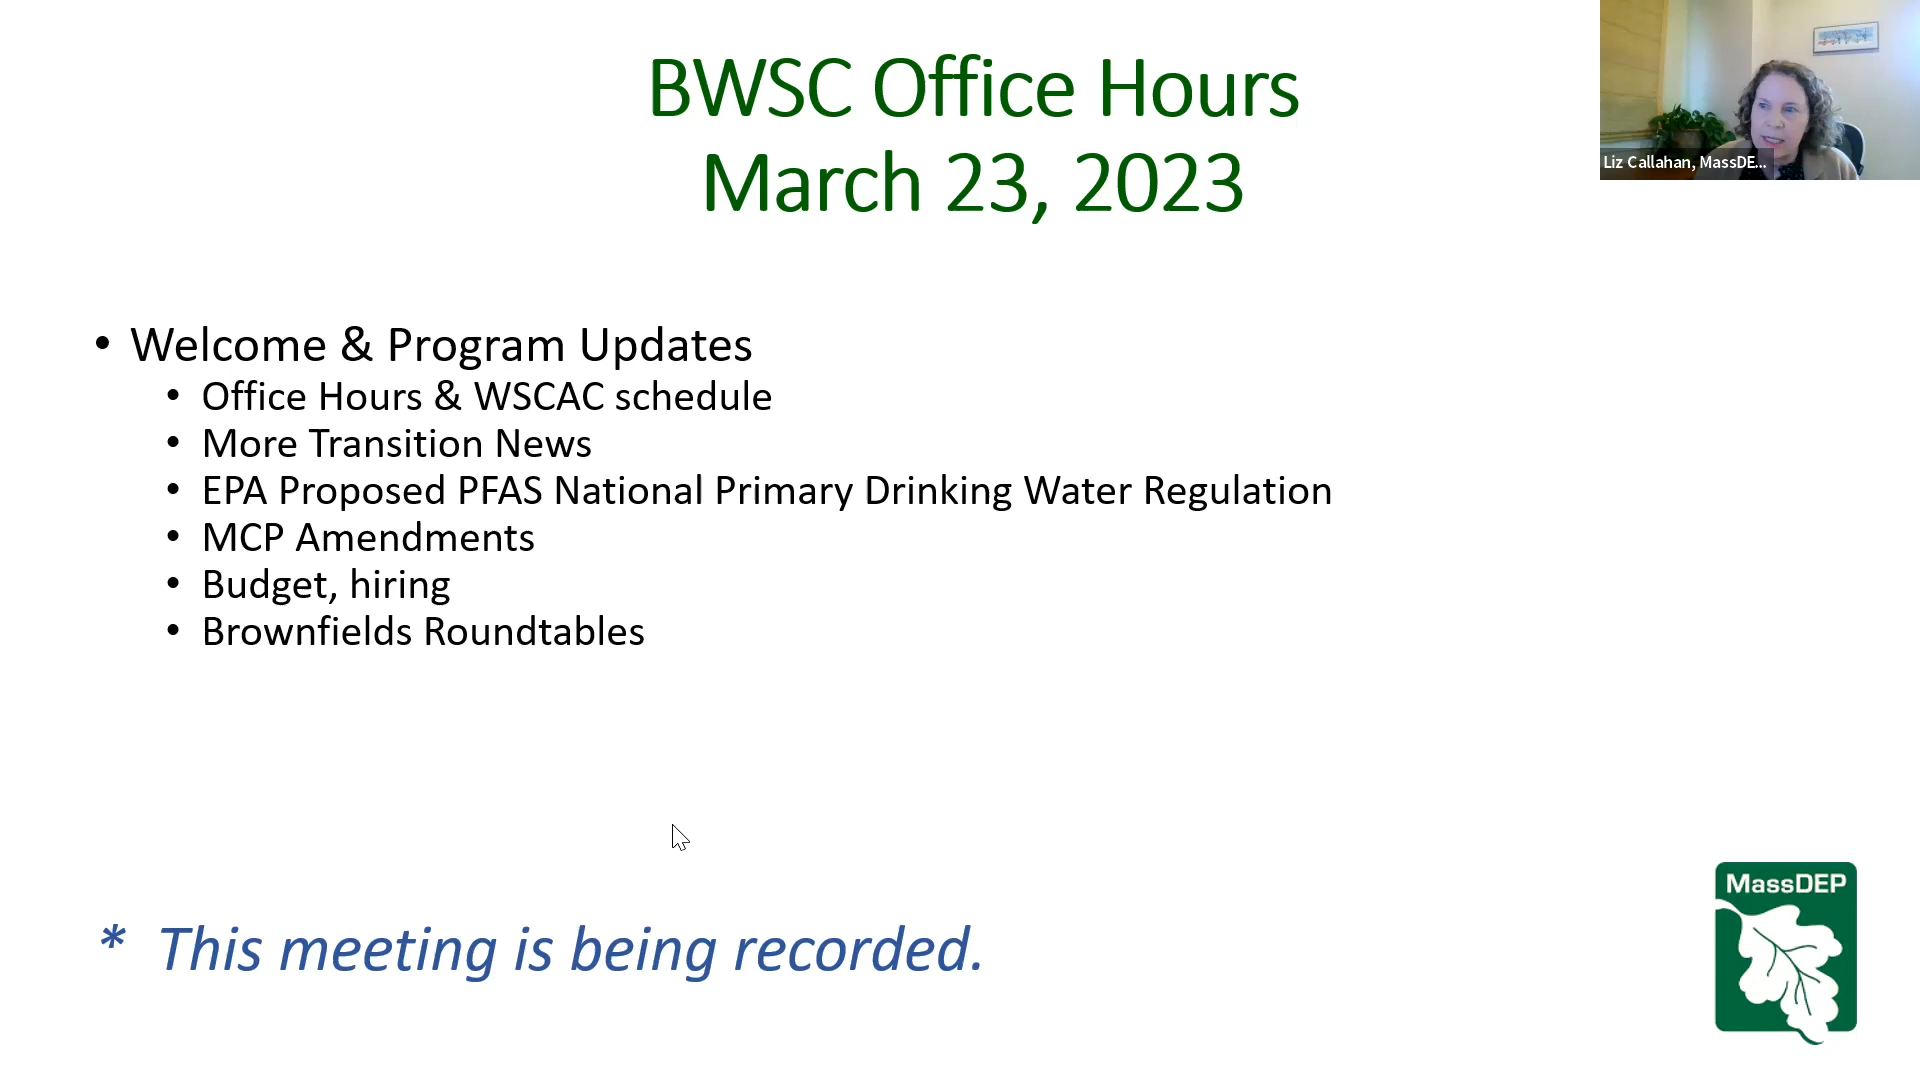 BWSC Office Hours
March 23, 2023
Liz Callahan, MassDE...
• Welcome & Program Updates
• Office Hours & WSCAC schedule
• More Transition News
• EPA Proposed PFAS National Primary Drinking Water Regulation
• MCP Amendments
• Budget, hiring
• Brownfields Roundtables
* This meeting is being recorded.
MassDEP